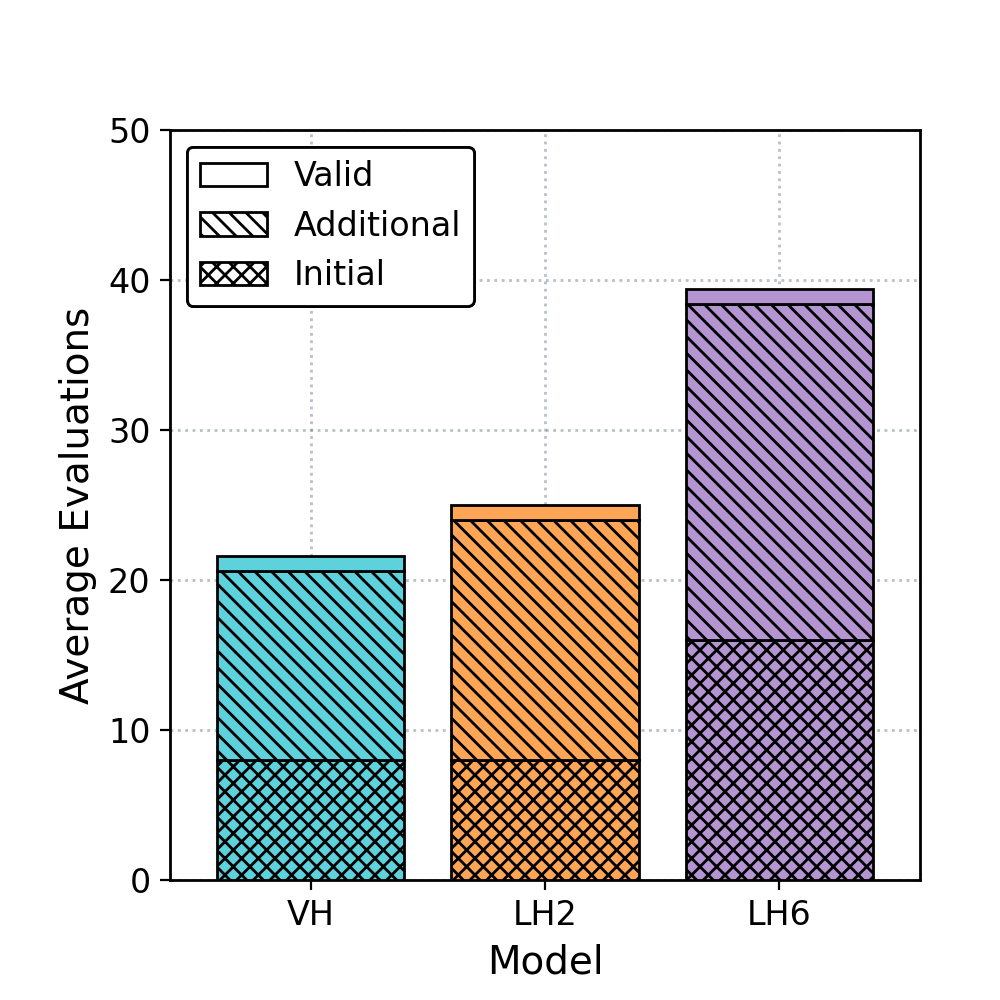 50
40
30
20
10
0
Average Evaluations
Valid
Additional
Initial
VH LH2 LH6
Model